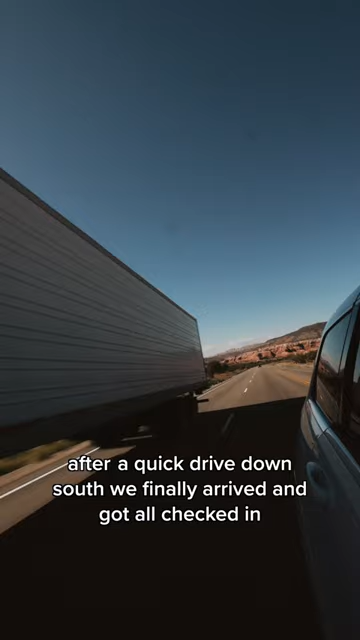 after a quick drive down
south we finally arrived and
got all checked in